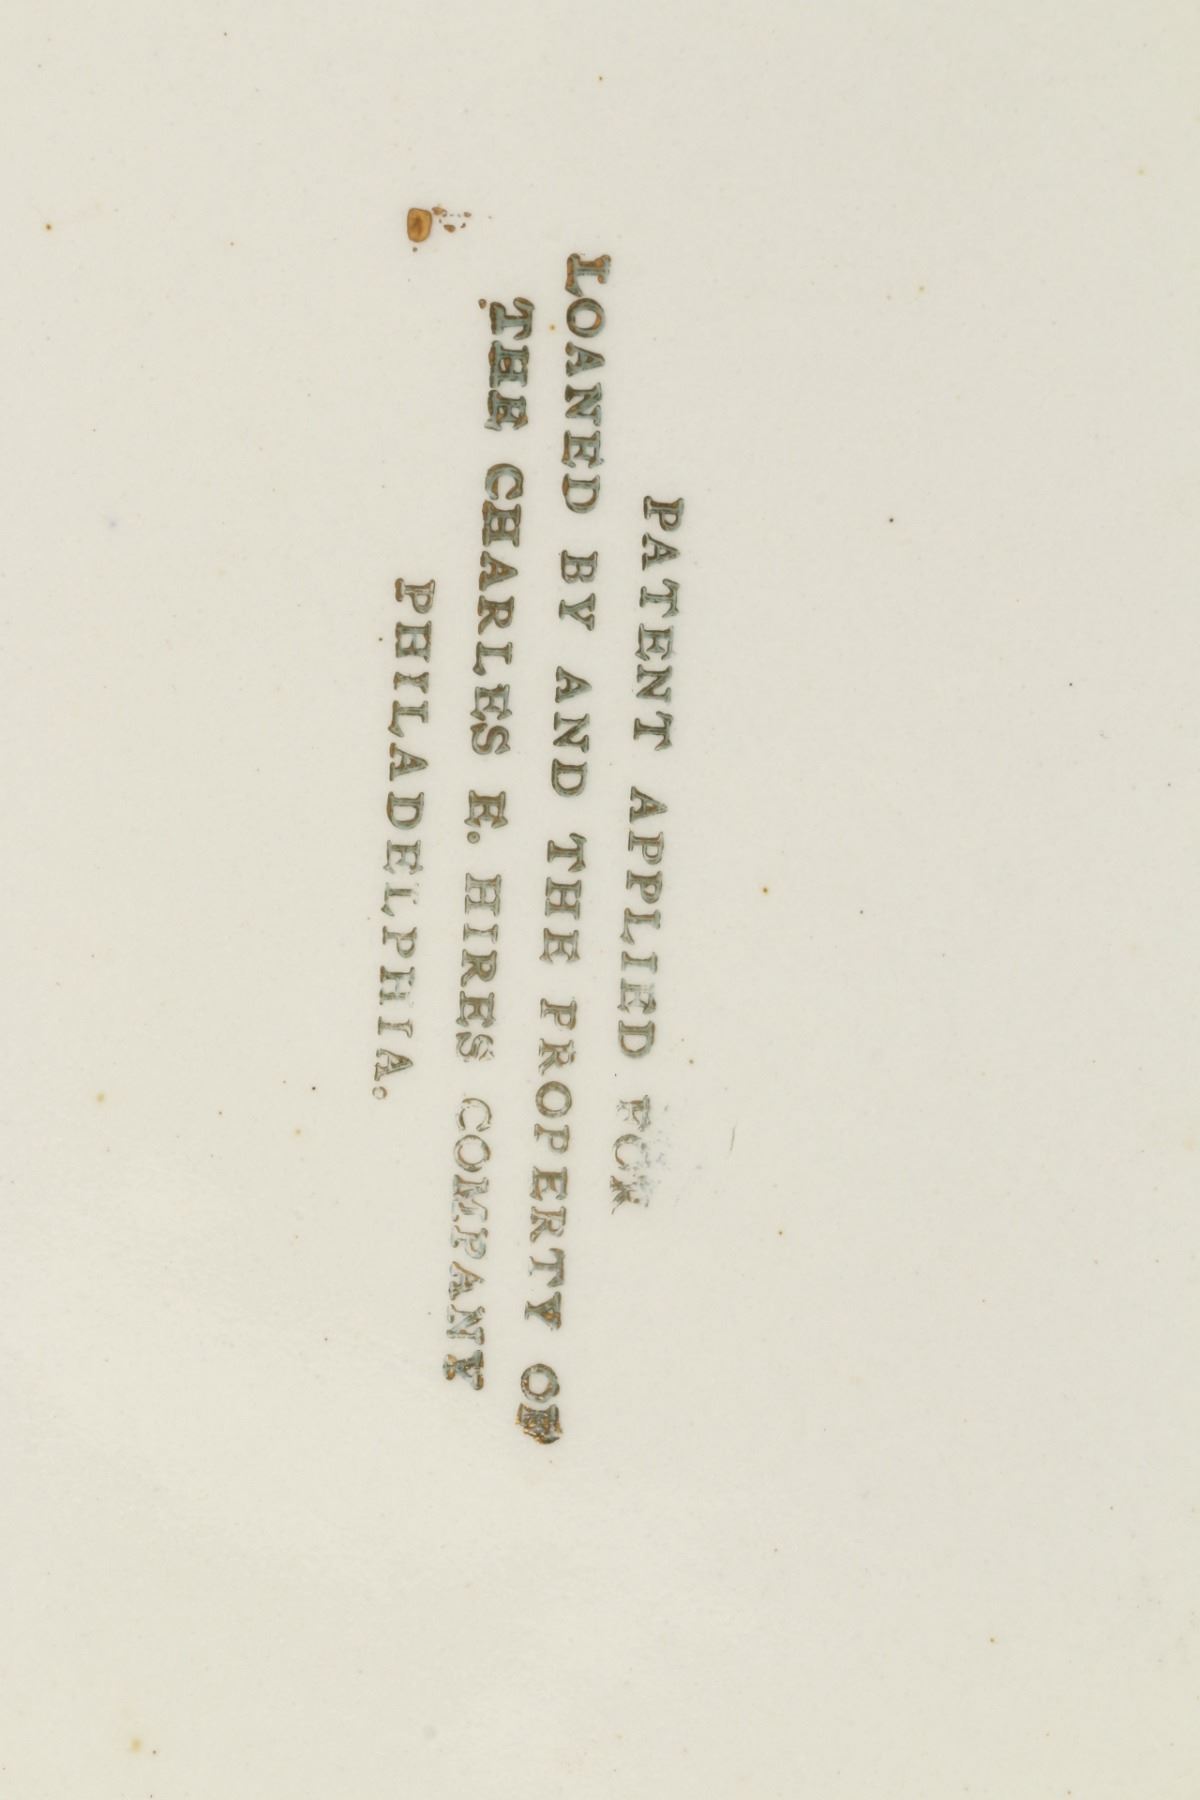 PATENT APPLIED FOR
LOANED BY AND THE PROPERTY OF
THE CHARLES E. HIRES COMPANY
PHILADELPHIA.